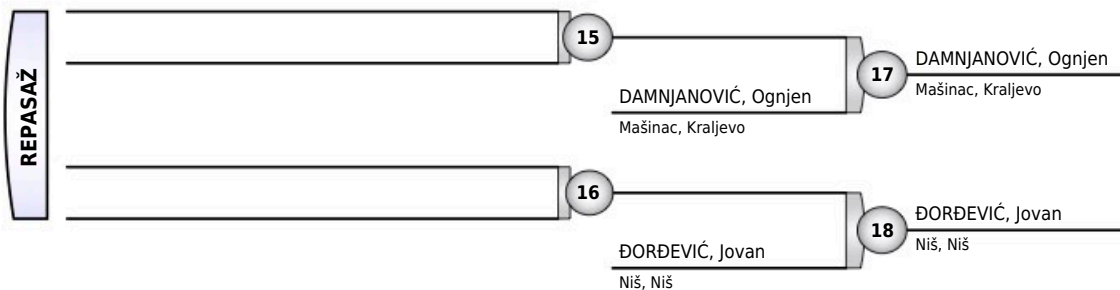 REPASAŽ
15
DAMNJANOVIĆ, Ognjen
Mašinac, Kraljevo
17
DAMNJANOVIĆ, Ognjen
Mašinac, Kraljevo
16
ĐORĐEVIĆ, Jovan
Niš, Niš
18
ĐORĐEVIĆ, Jovan
Niš, Niš